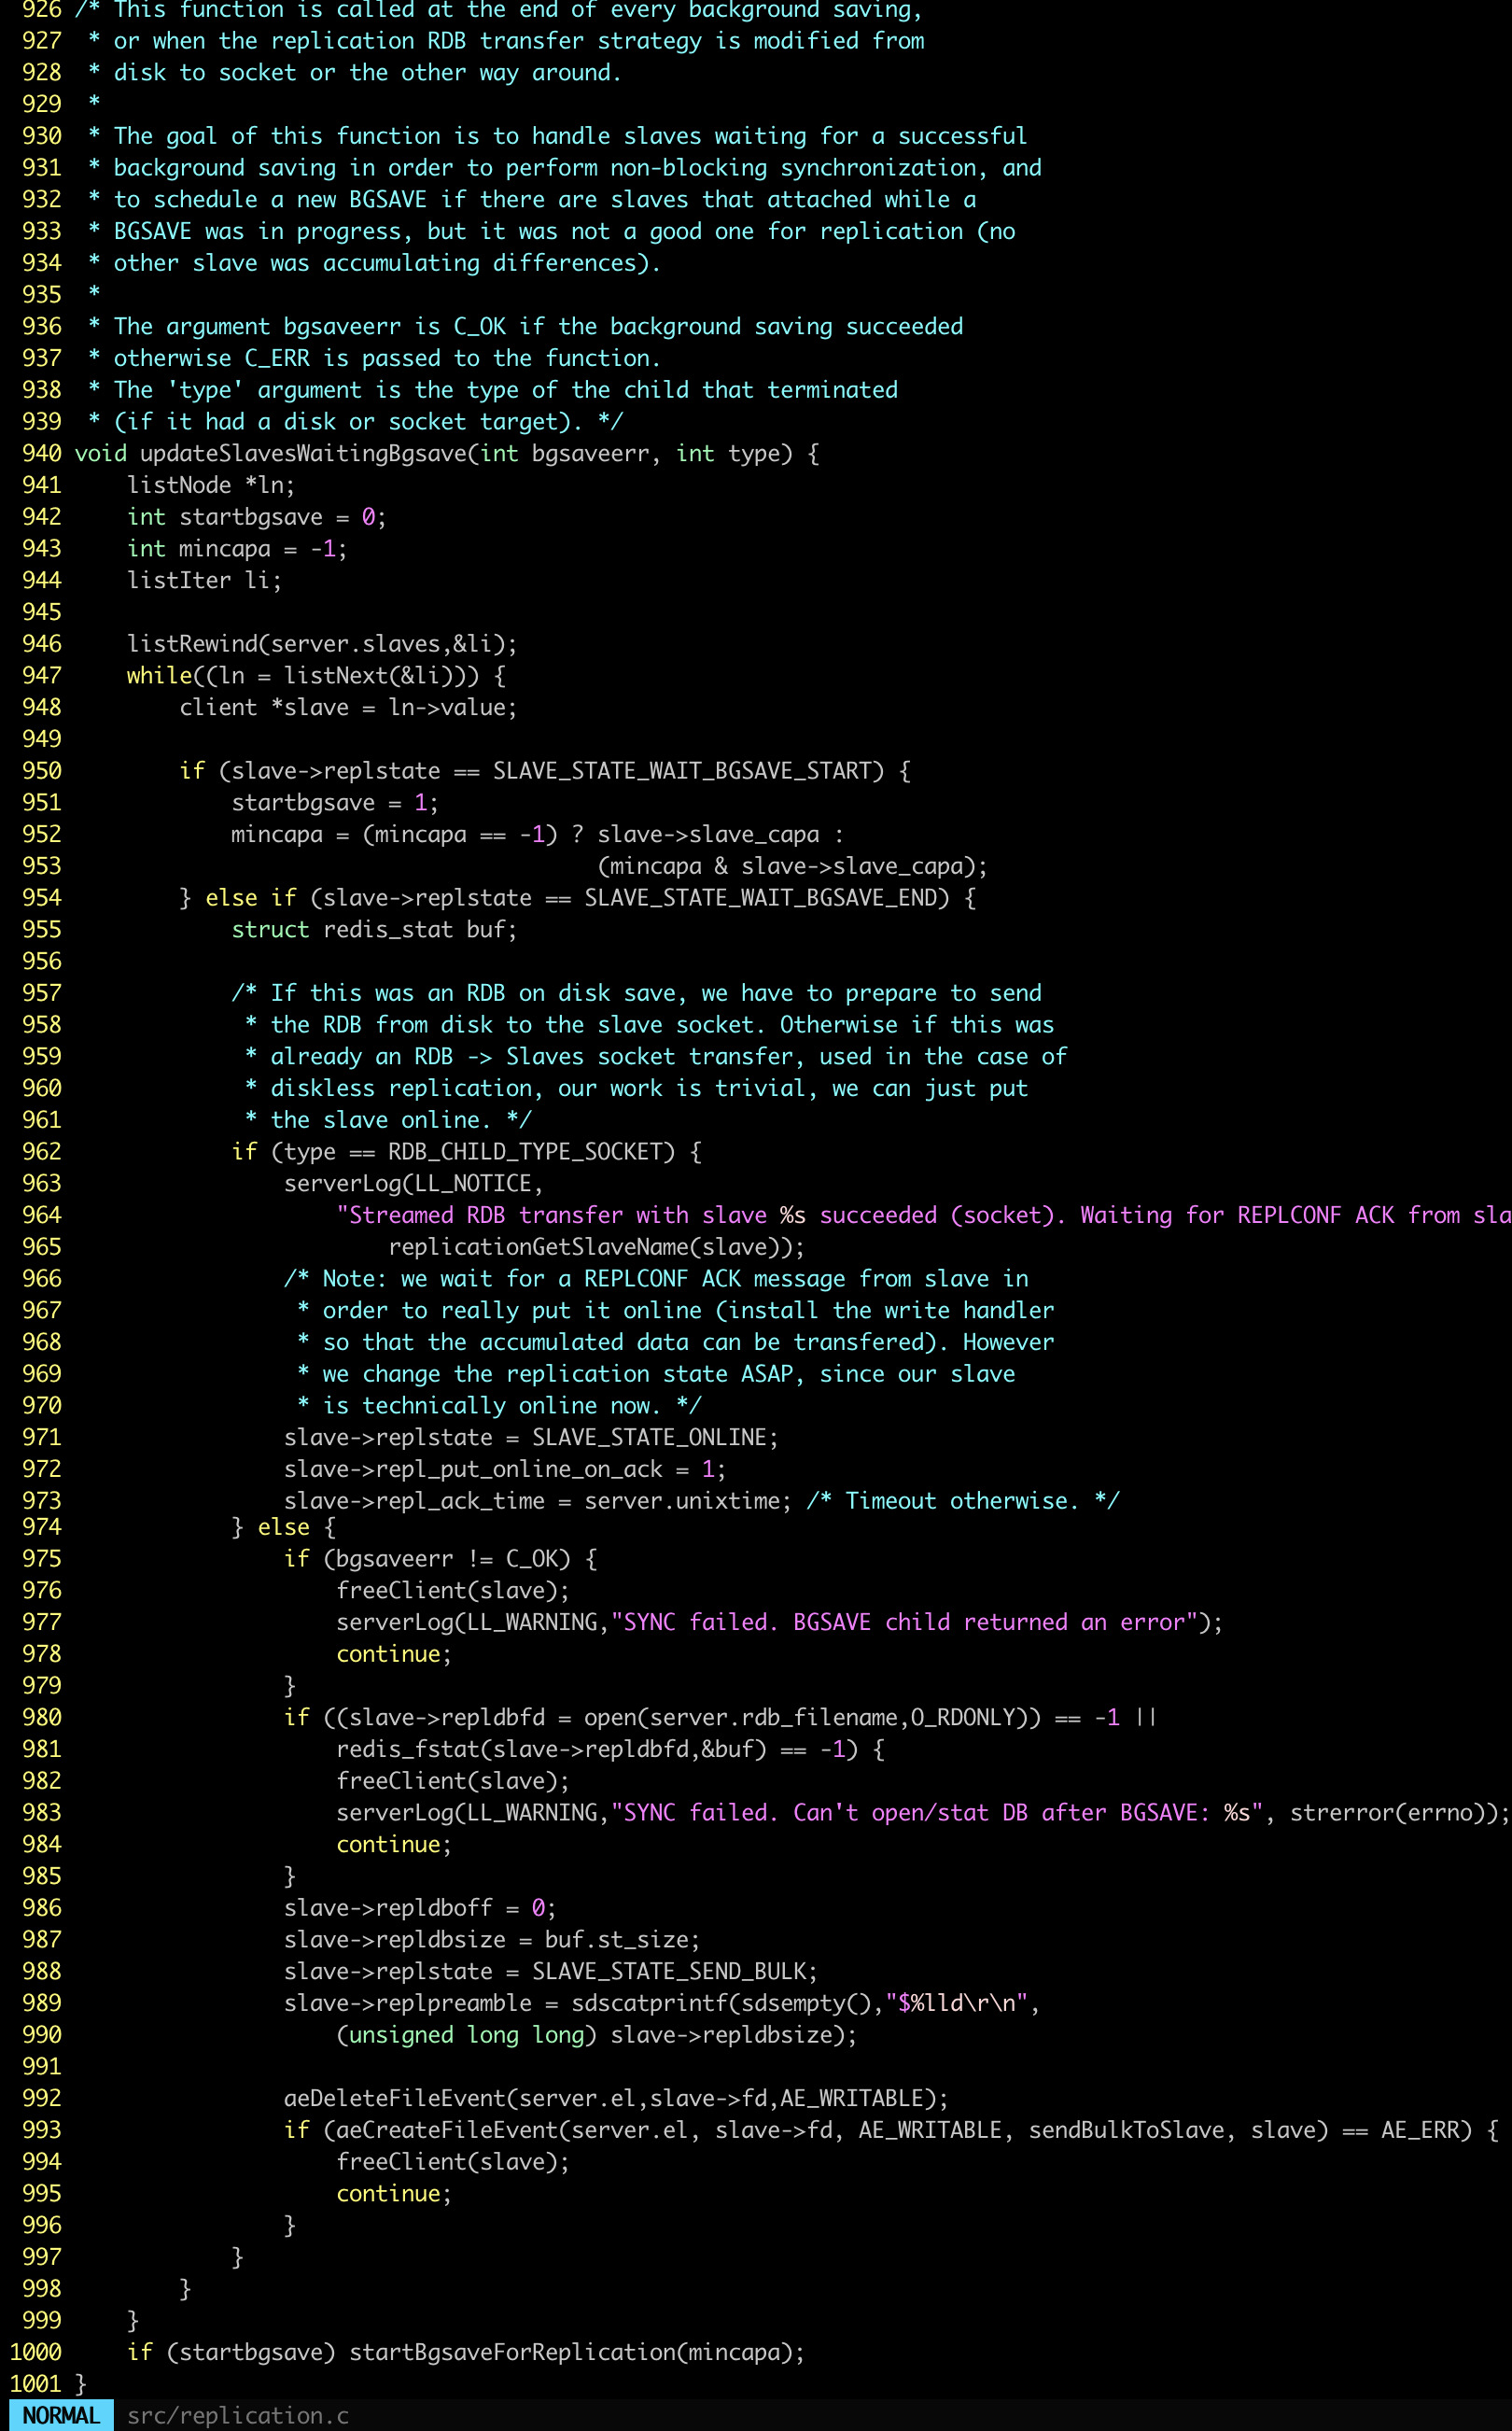 926 /* This function is called at the end of every background saving,
927  * or when the replication RDB transfer strategy is modified from
928  * disk to socket or the other way around.
929  *
930  * The goal of this function is to handle slaves waiting for a successful
931  * background saving in order to perform non-blocking synchronization, and
932  * to schedule a new BGSAVE if there are slaves that attached while a
933  * BGSAVE was in progress, but it was not a good one for replication (no
934  * other slave was accumulating differences).
935  *
936  * The argument bgsaveerr is C_OK if the background saving succeeded
937  * otherwise C_ERR is passed to the function.
938  * The 'type' argument is the type of the child that terminated
939  * (if it had a disk or socket target). */
940 void updateSlavesWaitingBgsave(int bgsaveerr, int type) {
941     listNode *ln;
942     int startbgsave = 0;
943     int mincapa = -1;
944     listIter li;
945
946     listRewind(server.slaves,&li);
947     while((ln = listNext(&li))) {
948         client *slave = ln->value;
949
950         if (slave->replstate == SLAVE_STATE_WAIT_BGSAVE_START) {
951             startbgsave = 1;
952             mincapa = (mincapa == -1) ? slave->slave_capa :
953                                         (mincapa & slave->slave_capa);
954         } else if (slave->replstate == SLAVE_STATE_WAIT_BGSAVE_END) {
955             struct redis_stat buf;
956
957             /* If this was an RDB on disk save, we have to prepare to send
958              * the RDB from disk to the slave socket. Otherwise if this was
959              * already an RDB -> Slaves socket transfer, used in the case of
960              * diskless replication, our work is trivial, we can just put
961              * the slave online. */
962             if (type == RDB_CHILD_TYPE_SOCKET) {
963                 serverLog(LL_NOTICE,
964                     "Streamed RDB transfer with slave %s succeeded (socket). Waiting for REPLCONF ACK from sla
965                         replicationGetSlaveName(slave));
966                 /* Note: we wait for a REPLCONF ACK message from slave in
967                  * order to really put it online (install the write handler
968                  * so that the accumulated data can be transfered). However
969                  * we change the replication state ASAP, since our slave
970                  * is technically online now. */
971                 slave->replstate = SLAVE_STATE_ONLINE;
972                 slave->repl_put_online_on_ack = 1;
973                 slave->repl_ack_time = server.unixtime; /* Timeout otherwise. */
974             } else {
975                 if (bgsaveerr != C_OK) {
976                     freeClient(slave);
977                     serverLog(LL_WARNING,"SYNC failed. BGSAVE child returned an error");
978                     continue;
979                 }
980                 if ((slave->repldbfd = open(server.rdb_filename,O_RDONLY)) == -1 ||
981                     redis_fstat(slave->repldbfd,&buf) == -1) {
982                     freeClient(slave);
983                     serverLog(LL_WARNING,"SYNC failed. Can't open/stat DB after BGSAVE: %s", strerror(errno));
984                     continue;
985                 }
986                 slave->repldboff = 0;
987                 slave->repldbsize = buf.st_size;
988                 slave->replstate = SLAVE_STATE_SEND_BULK;
989                 slave->replpreamble = sdscatprintf(sdsempty(),"$%lld\r\n",
990                     (unsigned long long) slave->repldbsize);
991
992                 aeDeleteFileEvent(server.el,slave->fd,AE_WRITABLE);
993                 if (aeCreateFileEvent(server.el, slave->fd, AE_WRITABLE, sendBulkToSlave, slave) == AE_ERR) {
994                     freeClient(slave);
995                     continue;
996                 }
997             }
998         }
999     }
1000     if (startbgsave) startBgsaveForReplication(mincapa);
1001 }
NORMAL src/replication.c